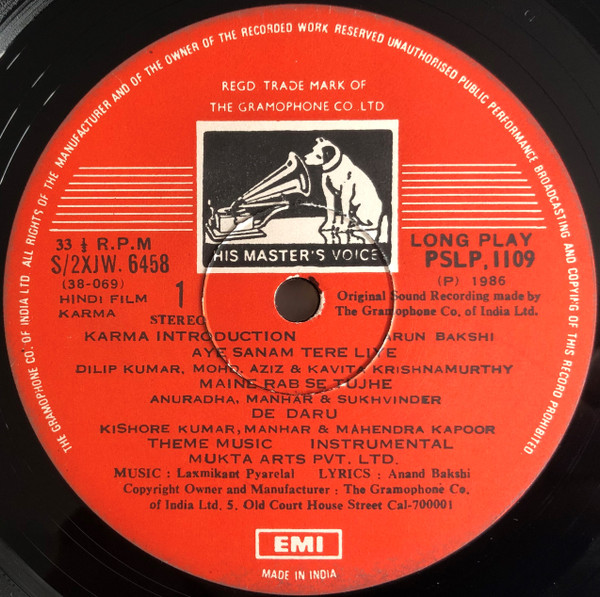 THE GRAMOPHONE CO. OF INDIA LTD. ALL RIGHTS OF THE MANUFACTURER AND OF THE OWNER OF THE RECORDED WORK RESERVED UNAUTHORISED PUBLIC PERFORMANCE BROADCASTING AND COPYING OF THIS RECORD PROHIBITED
REGD TRADE MARK OF
THE GRAMOPHONE CO. LTD
HIS MASTER'S VOICE
33 ⅓ R.P.M
S/2XJW. 6458
(38-069)
HINDI FILM
KARMA
1
STEREO
LONG PLAY
PSLP, 1109
(P) 1986
Original Sound Recording made by
The Gramophone Co. of India Ltd.
KARMA INTRODUCTION ARUN BAKSHI
AYE SANAM TERE LIYE
DILIP KUMAR, MOHD. AZIZ & KAVITA KRISHNAMURTHY
MAINE RAB SE TUJHE
ANURADHA, MANHAR & SUKHVINDER
DE DARU
KISHORE KUMAR, MANHAR & MAHENDRA KAPOOR
THEME MUSIC INSTRUMENTAL
MUKTA ARTS PVT. LTD.
MUSIC : Laxmikant Pyarelal LYRICS : Anand Bakshi
Copyright Owner and Manufacturer : The Gramophone Co.
of India Ltd. 5, Old Court House Street Cal-700001
EMI
MADE IN INDIA